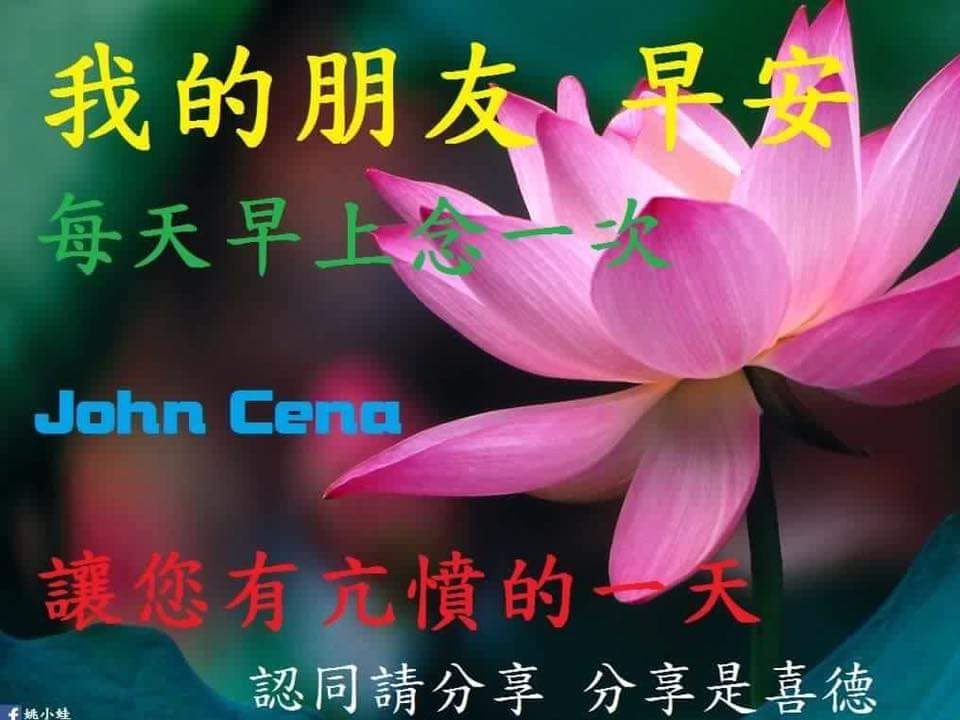 我的朋友 早安
每天早上念一次
John Cena
讓您有亢憤的一天
認同請分享 分享是喜德
f 姚小蛙